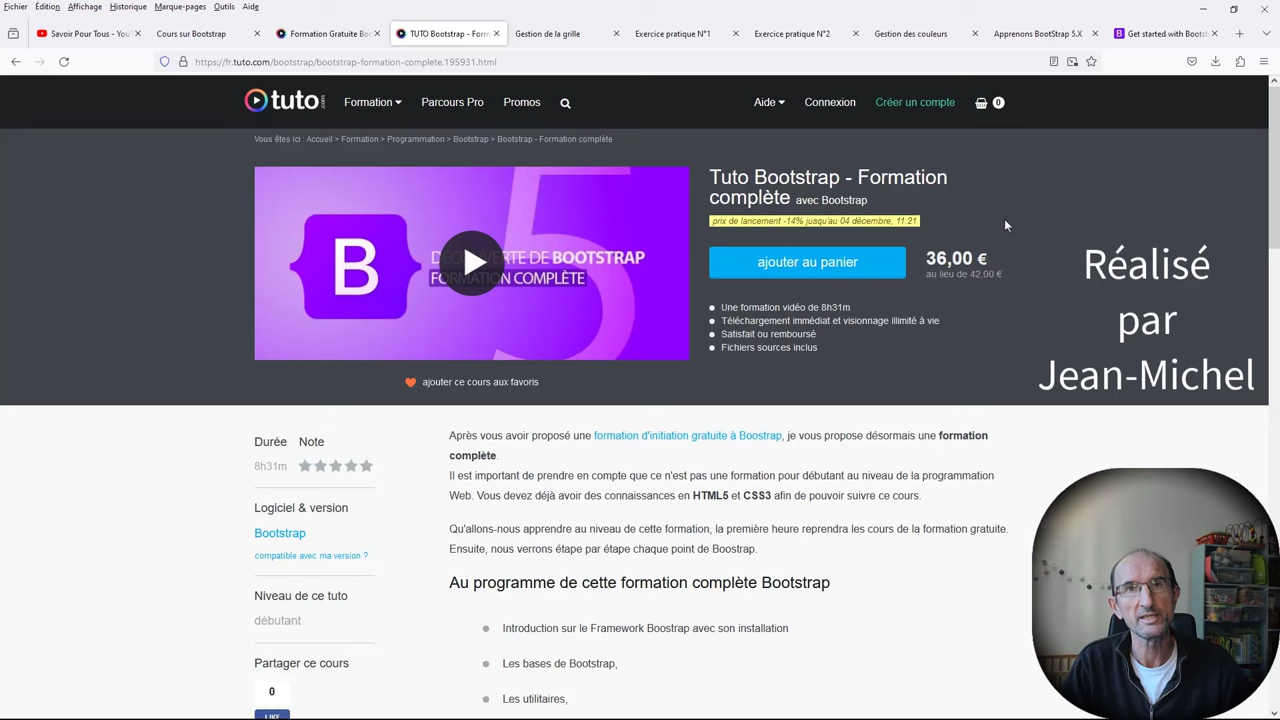 Fichier Édition Affichage Historique Marque-pages Outils Aide
Savoir Pour Tous - You
Cours sur Bootstrap
Formation Gratuite Boo
TUTO Bootstrap - Form
Gestion de la grille
Exercice pratique N°1
Exercice pratique N°2
Gestion des couleurs
Apprenons BootStrap 5.X
Get started with Bootst
https://fr.tuto.com/bootstrap/bootstrap-formation-complete,195931.html
tuto.com
Formation
Parcours Pro
Promos
Aide
Connexion
Créer un compte
0
Vous êtes ici : Accueil > Formation > Programmation > Bootstrap > Bootstrap - Formation complète
B
5
DÉCOUVERTE DE BOOTSTRAP
FORMATION COMPLÈTE
ajouter ce cours aux favoris
Tuto Bootstrap - Formation
complète avec Bootstrap
prix de lancement -14% jusqu'au 04 décembre, 11:21
ajouter au panier
36,00 €
au lieu de 42,00 €
Une formation vidéo de 8h31m
Téléchargement immédiat et visionnage illimité à vie
Satisfait ou remboursé
Fichiers sources inclus
Réalisé
par
Jean-Michel
Durée Note
8h31m
Logiciel & version
Bootstrap
compatible avec ma version ?
Niveau de ce tuto
débutant
Partager ce cours
0
LIKE
Après vous avoir proposé une formation d'initiation gratuite à Boostrap, je vous propose désormais une formation
complète.
Il est important de prendre en compte que ce n'est pas une formation pour débutant au niveau de la programmation
Web. Vous devez déjà avoir des connaissances en HTML5 et CSS3 afin de pouvoir suivre ce cours.
Qu'allons-nous apprendre au niveau de cette formation, la première heure reprendra les cours de la formation gratuite.
Ensuite, nous verrons étape par étape chaque point de Boostrap.
Au programme de cette formation complète Bootstrap
Introduction sur le Framework Boostrap avec son installation
Les bases de Bootstrap,
Les utilitaires,